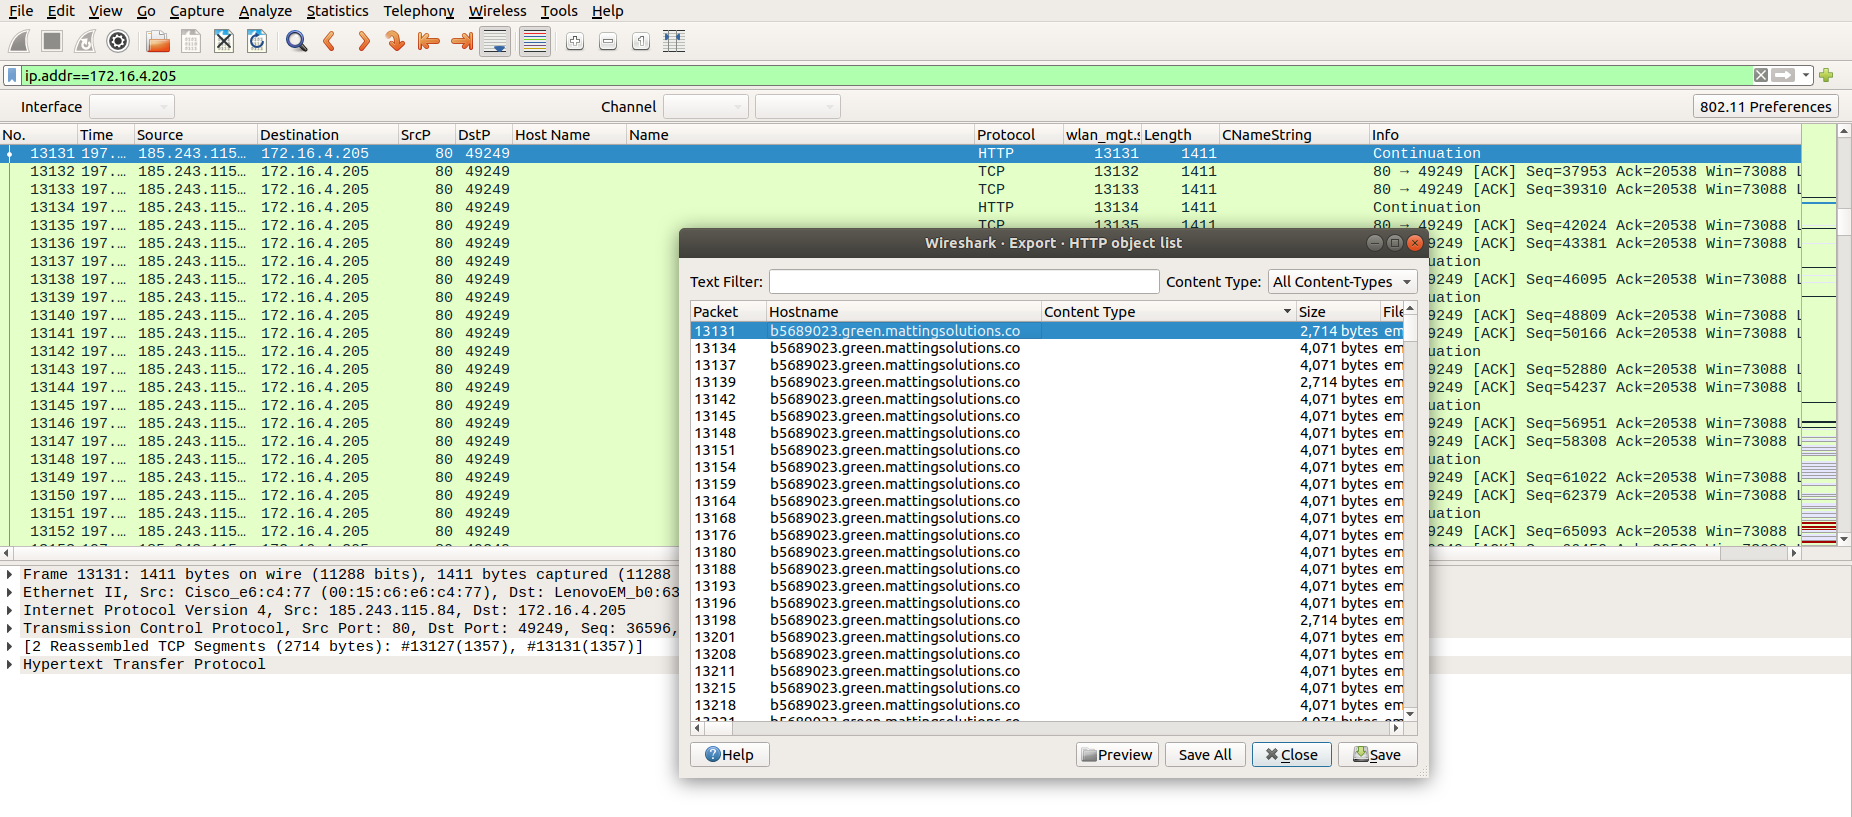 File Edit View Go Capture Analyze Statistics Telephony Wireless Tools Help
ip.addr==172.16.4.205
Interface Channel 802.11 Preferences
No. Time Source Destination SrcP DstP Host Name Name Protocol wlan_mgt.s Length CNameString Info
13131 197.… 185.243.115… 172.16.4.205 80 49249 HTTP 13131 1411 Continuation
13132 197.… 185.243.115… 172.16.4.205 80 49249 TCP 13132 1411 80 → 49249 [ACK] Seq=37953 Ack=20538 Win=73088 L
13133 197.… 185.243.115… 172.16.4.205 80 49249 TCP 13133 1411 80 → 49249 [ACK] Seq=39310 Ack=20538 Win=73088 L
13134 197.… 185.243.115… 172.16.4.205 80 49249 HTTP 13134 1411 Continuation
13135 197.… 185.243.115… 172.16.4.205 80 49249 TCP 13135 1411 80 → 49249 [ACK] Seq=42024 Ack=20538 Win=73088 L
13136 197.… 185.243.115… 172.16.4.205 80 49249 9249 [ACK] Seq=43381 Ack=20538 Win=73088 L
13137 197.… 185.243.115… 172.16.4.205 80 49249 uation
13138 197.… 185.243.115… 172.16.4.205 80 49249 9249 [ACK] Seq=46095 Ack=20538 Win=73088 L
13139 197.… 185.243.115… 172.16.4.205 80 49249 uation
13140 197.… 185.243.115… 172.16.4.205 80 49249 9249 [ACK] Seq=48809 Ack=20538 Win=73088 L
13141 197.… 185.243.115… 172.16.4.205 80 49249 9249 [ACK] Seq=50166 Ack=20538 Win=73088 L
13142 197.… 185.243.115… 172.16.4.205 80 49249 uation
13143 197.… 185.243.115… 172.16.4.205 80 49249 9249 [ACK] Seq=52880 Ack=20538 Win=73088 L
13144 197.… 185.243.115… 172.16.4.205 80 49249 9249 [ACK] Seq=54237 Ack=20538 Win=73088 L
13145 197.… 185.243.115… 172.16.4.205 80 49249 uation
13146 197.… 185.243.115… 172.16.4.205 80 49249 9249 [ACK] Seq=56951 Ack=20538 Win=73088 L
13147 197.… 185.243.115… 172.16.4.205 80 49249 9249 [ACK] Seq=58308 Ack=20538 Win=73088 L
13148 197.… 185.243.115… 172.16.4.205 80 49249 uation
13149 197.… 185.243.115… 172.16.4.205 80 49249 9249 [ACK] Seq=61022 Ack=20538 Win=73088 L
13150 197.… 185.243.115… 172.16.4.205 80 49249 9249 [ACK] Seq=62379 Ack=20538 Win=73088 L
13151 197.… 185.243.115… 172.16.4.205 80 49249 uation
13152 197.… 185.243.115… 172.16.4.205 80 49249 9249 [ACK] Seq=65093 Ack=20538 Win=73088 L
Frame 13131: 1411 bytes on wire (11288 bits), 1411 bytes captured (11288
Ethernet II, Src: Cisco_e6:c4:77 (00:15:c6:e6:c4:77), Dst: LenovoEM_b0:63
Internet Protocol Version 4, Src: 185.243.115.84, Dst: 172.16.4.205
Transmission Control Protocol, Src Port: 80, Dst Port: 49249, Seq: 36596,
[2 Reassembled TCP Segments (2714 bytes): #13127(1357), #13131(1357)]
Hypertext Transfer Protocol
Wireshark · Export · HTTP object list
Text Filter: Content Type: All Content-Types
Packet Hostname Content Type Size File
13131 b5689023.green.mattingsolutions.co 2,714 bytes em
13134 b5689023.green.mattingsolutions.co 4,071 bytes em
13137 b5689023.green.mattingsolutions.co 4,071 bytes em
13139 b5689023.green.mattingsolutions.co 2,714 bytes em
13142 b5689023.green.mattingsolutions.co 4,071 bytes em
13145 b5689023.green.mattingsolutions.co 4,071 bytes em
13148 b5689023.green.mattingsolutions.co 4,071 bytes em
13151 b5689023.green.mattingsolutions.co 4,071 bytes em
13154 b5689023.green.mattingsolutions.co 4,071 bytes em
13159 b5689023.green.mattingsolutions.co 4,071 bytes em
13164 b5689023.green.mattingsolutions.co 4,071 bytes em
13168 b5689023.green.mattingsolutions.co 4,071 bytes em
13176 b5689023.green.mattingsolutions.co 4,071 bytes em
13180 b5689023.green.mattingsolutions.co 4,071 bytes em
13188 b5689023.green.mattingsolutions.co 4,071 bytes em
13193 b5689023.green.mattingsolutions.co 4,071 bytes em
13196 b5689023.green.mattingsolutions.co 4,071 bytes em
13198 b5689023.green.mattingsolutions.co 2,714 bytes em
13201 b5689023.green.mattingsolutions.co 4,071 bytes em
13208 b5689023.green.mattingsolutions.co 4,071 bytes em
13211 b5689023.green.mattingsolutions.co 4,071 bytes em
13215 b5689023.green.mattingsolutions.co 4,071 bytes em
13218 b5689023.green.mattingsolutions.co 4,071 bytes em
Help Preview Save All Close Save